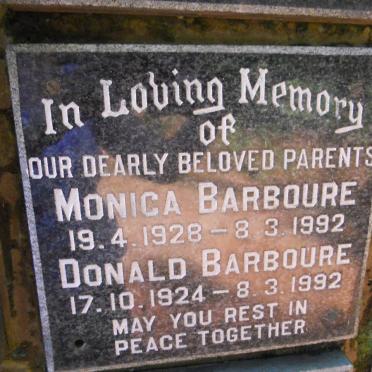 In Loving Memory
of
OUR DEARLY BELOVED PARENTS
MONICA BARBOURE
19.4.1928 – 8.3.1992
DONALD BARBOURE
17.10.1924 – 8.3.1992
MAY YOU REST IN
PEACE TOGETHER